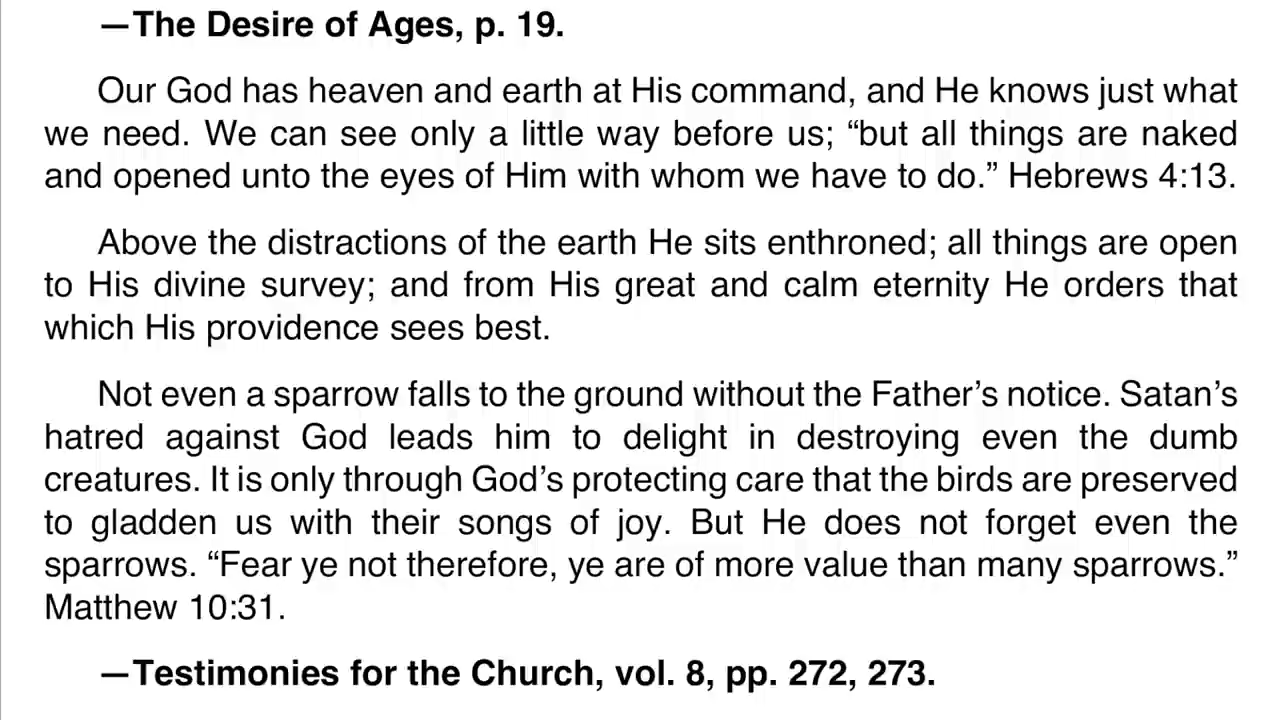 —The Desire of Ages, p. 19.
Our God has heaven and earth at His command, and He knows just what
we need. We can see only a little way before us; “but all things are naked
and opened unto the eyes of Him with whom we have to do.” Hebrews 4:13.
Above the distractions of the earth He sits enthroned; all things are open
to His divine survey; and from His great and calm eternity He orders that
which His providence sees best.
Not even a sparrow falls to the ground without the Father’s notice. Satan’s
hatred against God leads him to delight in destroying even the dumb
creatures. It is only through God’s protecting care that the birds are preserved
to gladden us with their songs of joy. But He does not forget even the
sparrows. “Fear ye not therefore, ye are of more value than many sparrows.”
Matthew 10:31.
—Testimonies for the Church, vol. 8, pp. 272, 273.